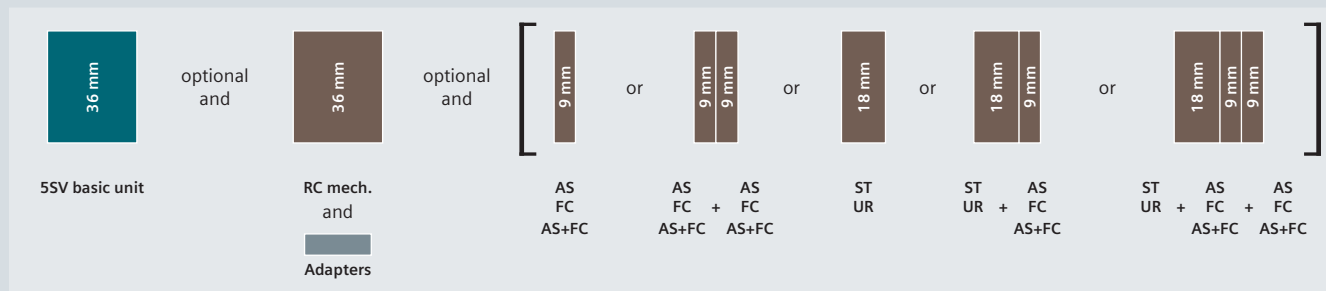 36 mm
optional
and
36 mm
optional
and
9 mm
or
9 mm
9 mm
or
18 mm
or
18 mm
9 mm
or
18 mm
9 mm
9 mm
5SV basic unit
RC mech.
and
Adapters
AS
FC
AS+FC
AS AS
FC + FC
AS+FC AS+FC
ST
UR
ST AS
UR + FC
AS+FC
ST AS AS
UR + FC + FC
AS+FC AS+FC